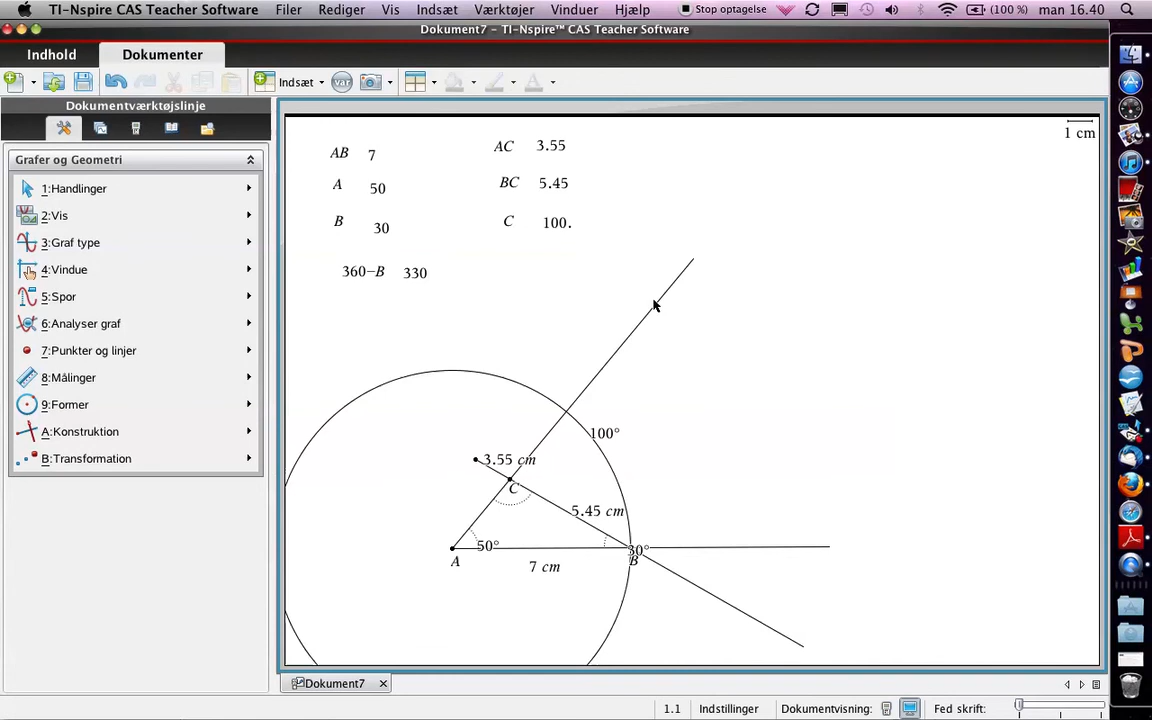 TI-Nspire CAS Teacher Software Filer Rediger Vis Indsæt Værktøjer Vinduer Hjælp Stop optagelse (100 %) man 16.40
Dokument7 – TI-Nspire™ CAS Teacher Software
Indhold Dokumenter
Indsæt var
Dokumentværktøjslinje
Grafer og Geometri
1:Handlinger
2:Vis
3:Graf type
4:Vindue
5:Spor
6:Analyser graf
7:Punkter og linjer
8:Målinger
9:Former
A:Konstruktion
B:Transformation
1 cm
AB 7 AC 3.55
A 50 BC 5.45
B 30 C 100.
360−B 330
100°
3.55 cm
C
5.45 cm
50° 30°
A 7 cm B
Dokument7
1.1 Indstillinger Dokumentvisning: Fed skrift: